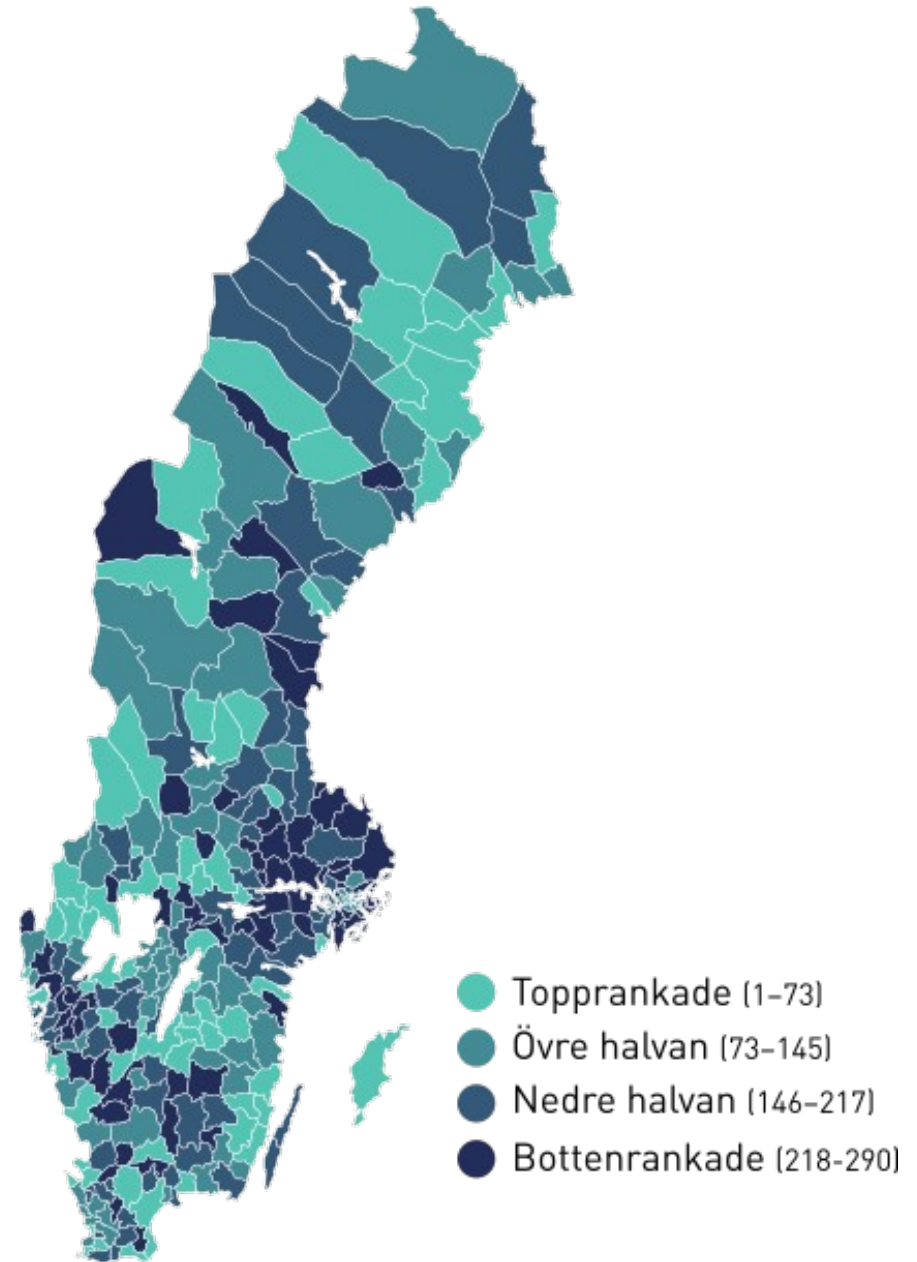 Topprankade (1–73)
Övre halvan (73–145)
Nedre halvan (146–217)
Bottenrankade (218-290)